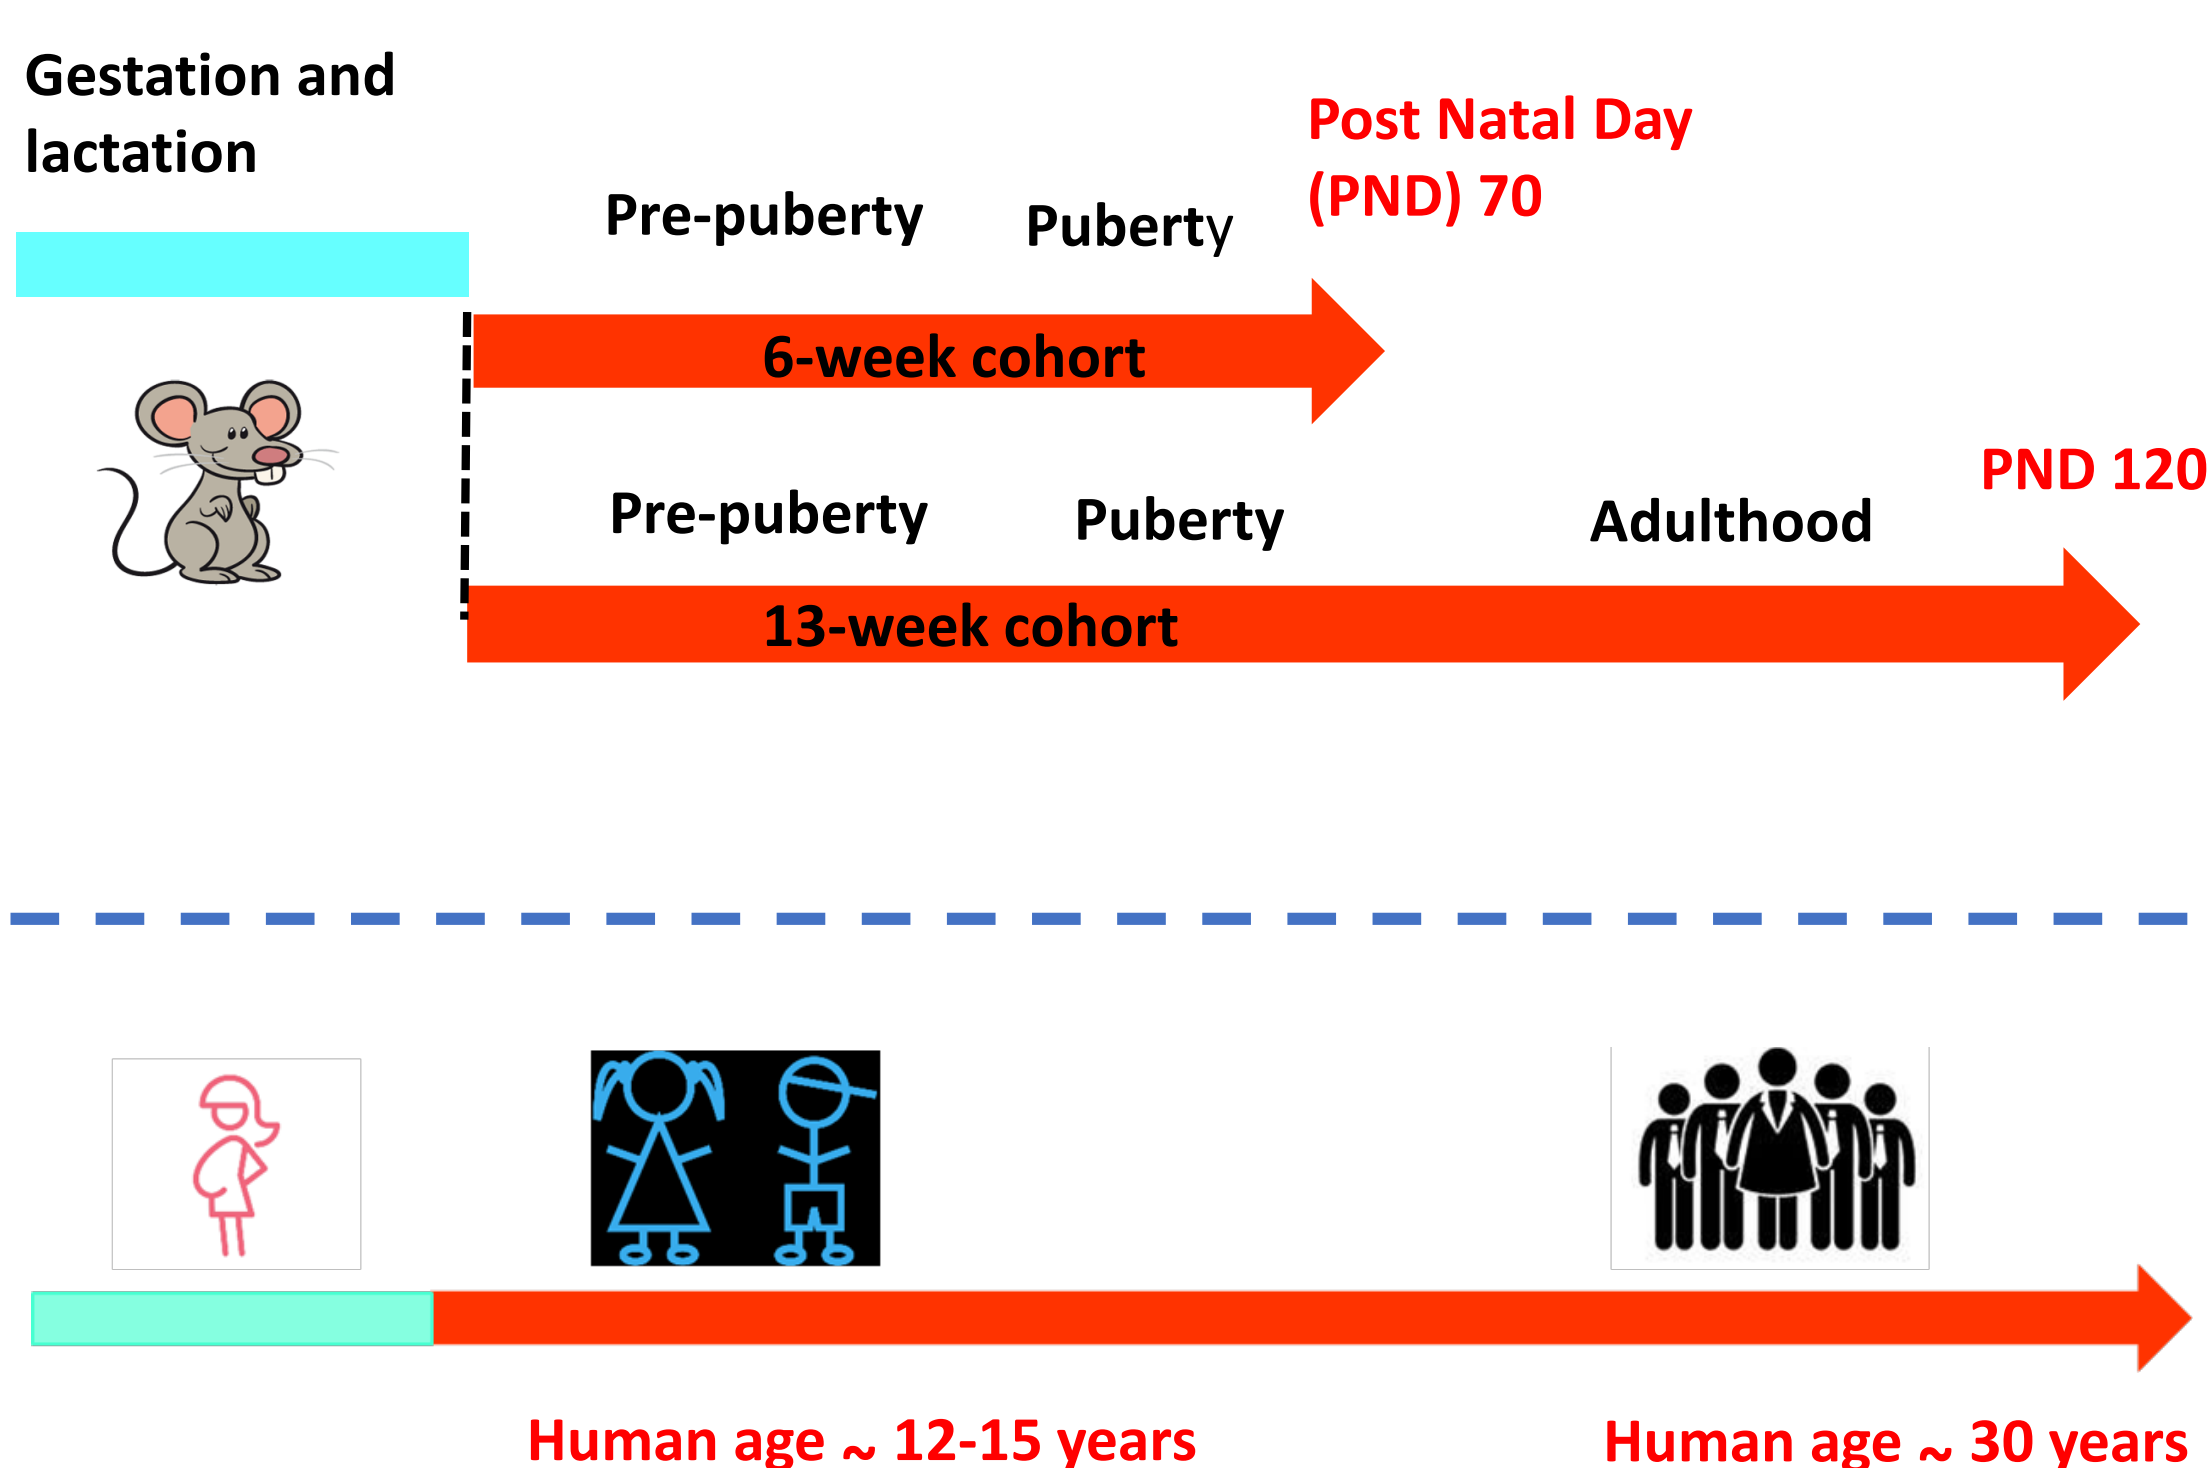 Gestation and
lactation
Post Natal Day
(PND) 70
Pre-puberty
Puberty
6-week cohort
PND 120
Pre-puberty
Puberty
Adulthood
13-week cohort
Human age ~ 12-15 years
Human age ~ 30 years